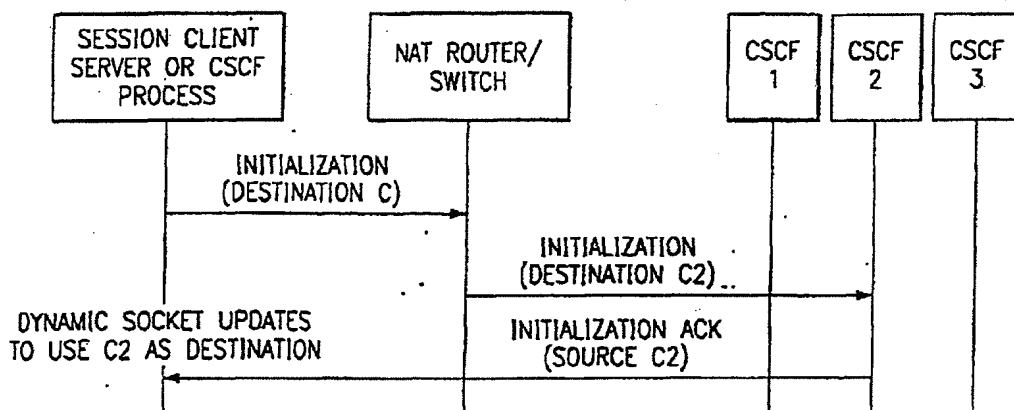 SESSION CLIENT
SERVER OR CSCF
PROCESS
NAT ROUTER/
SWITCH
CSCF
1
CSCF
2
CSCF
3
INITIALIZATION
(DESTINATION C)
INITIALIZATION
(DESTINATION C2)
DYNAMIC SOCKET UPDATES
TO USE C2 AS DESTINATION
INITIALIZATION ACK
(SOURCE C2)